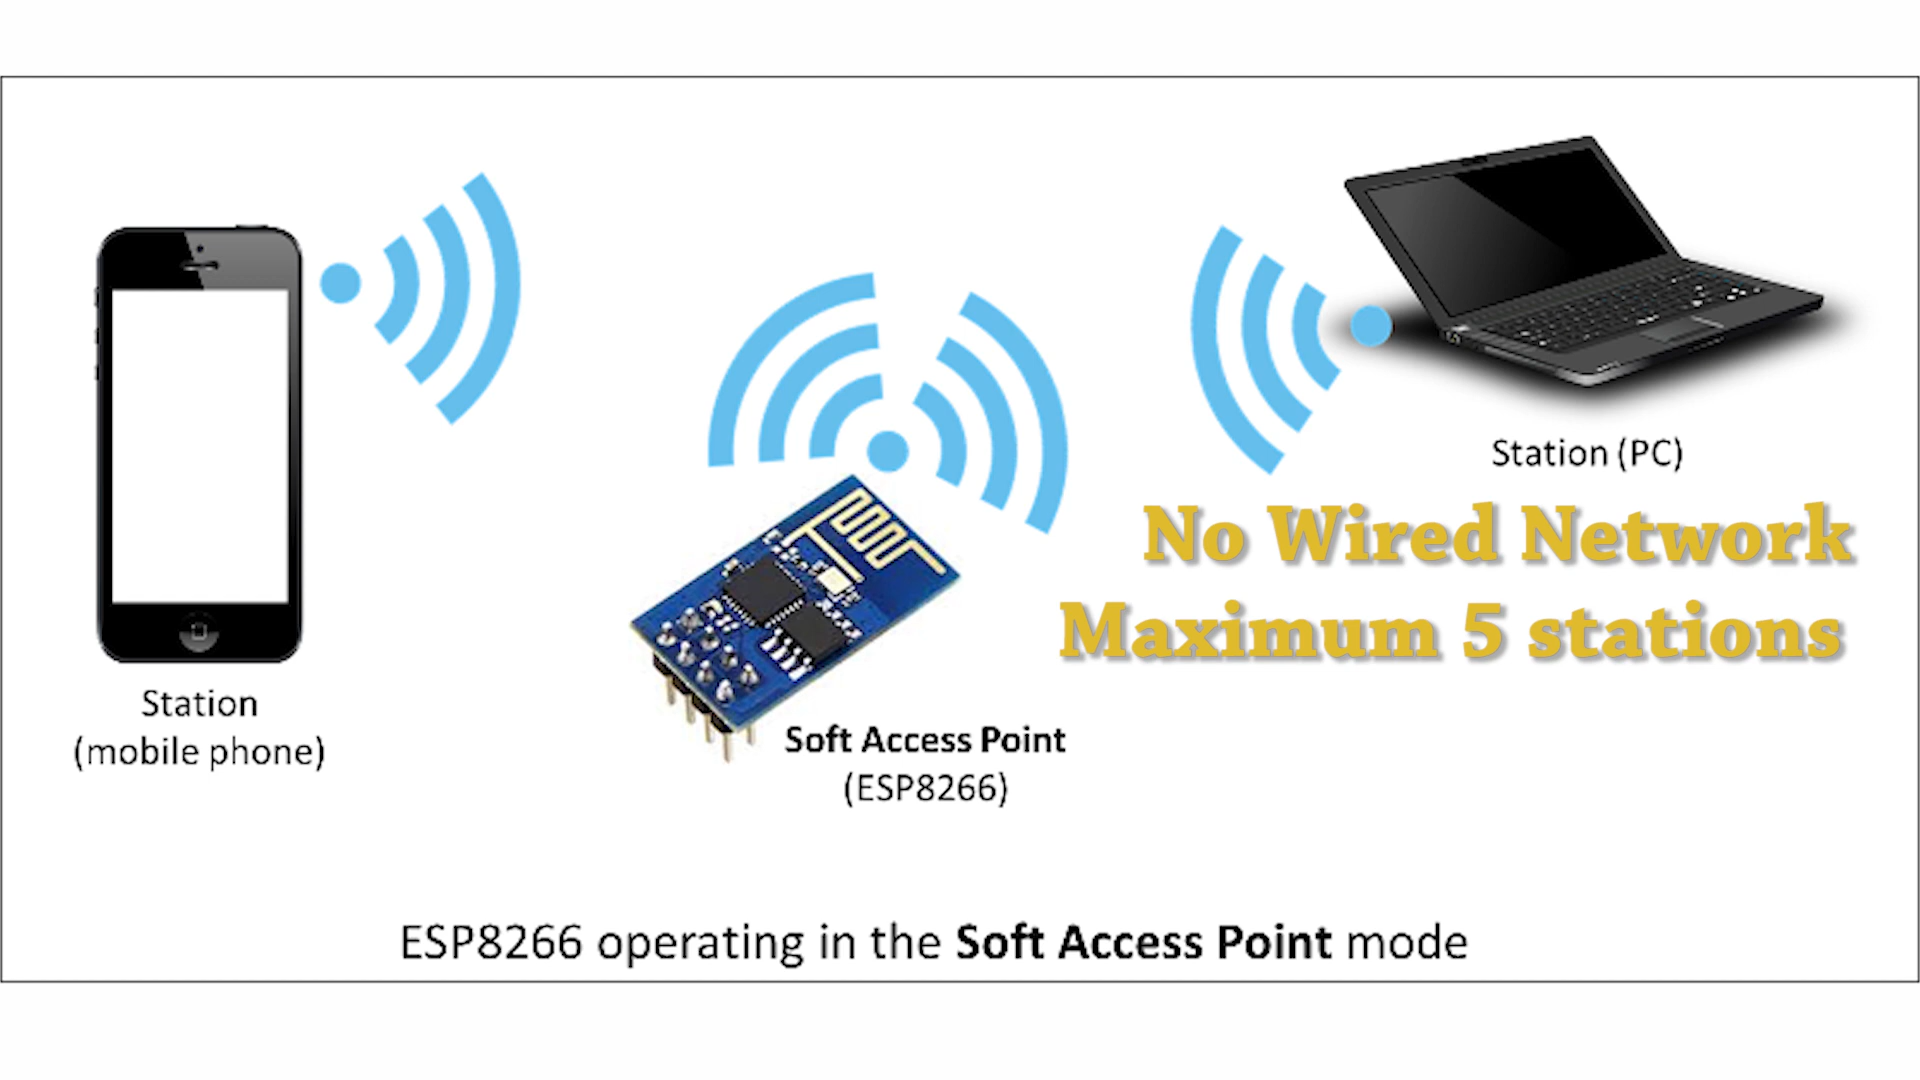 Station (PC)
No Wired Network
Maximum 5 stations
Station
(mobile phone)
Soft Access Point
(ESP8266)
ESP8266 operating in the Soft Access Point mode